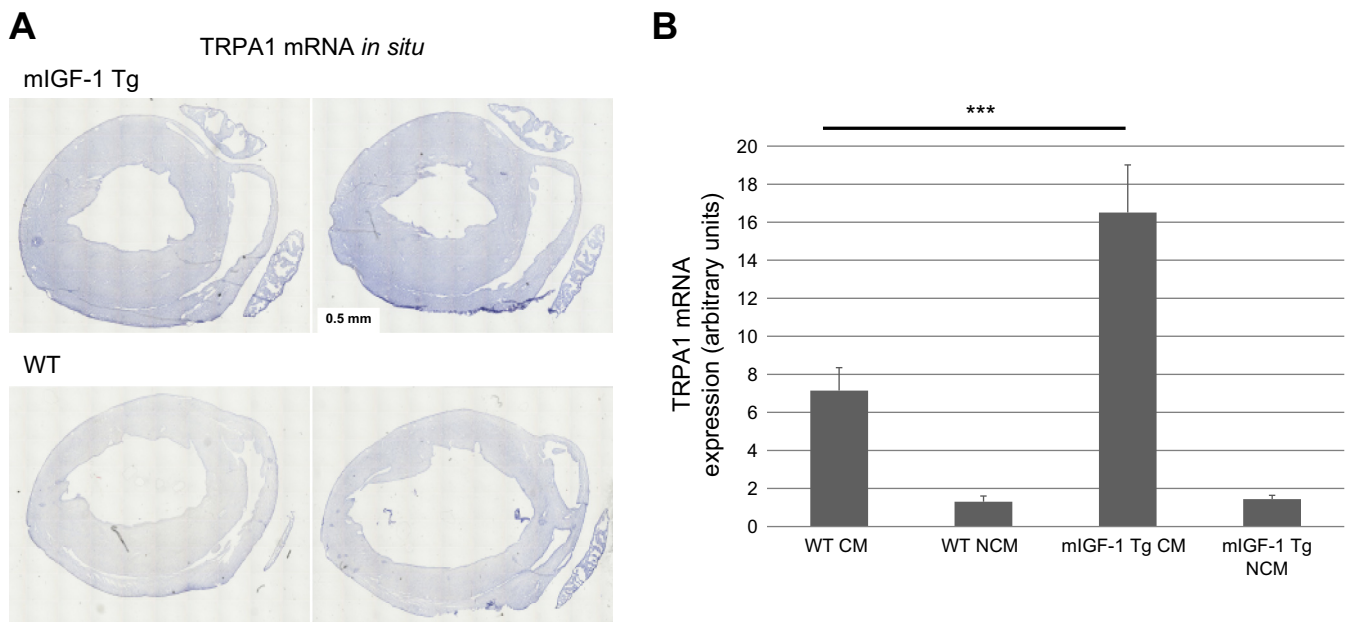 A
TRPA1 mRNA in situ
mIGF-1 Tg
0.5 mm
WT
B
***
TRPA1 mRNA
expression (arbitrary units)
20
18
16
14
12
10
8
6
4
2
0
WT CM
WT NCM
mIGF-1 Tg CM
mIGF-1 Tg
NCM